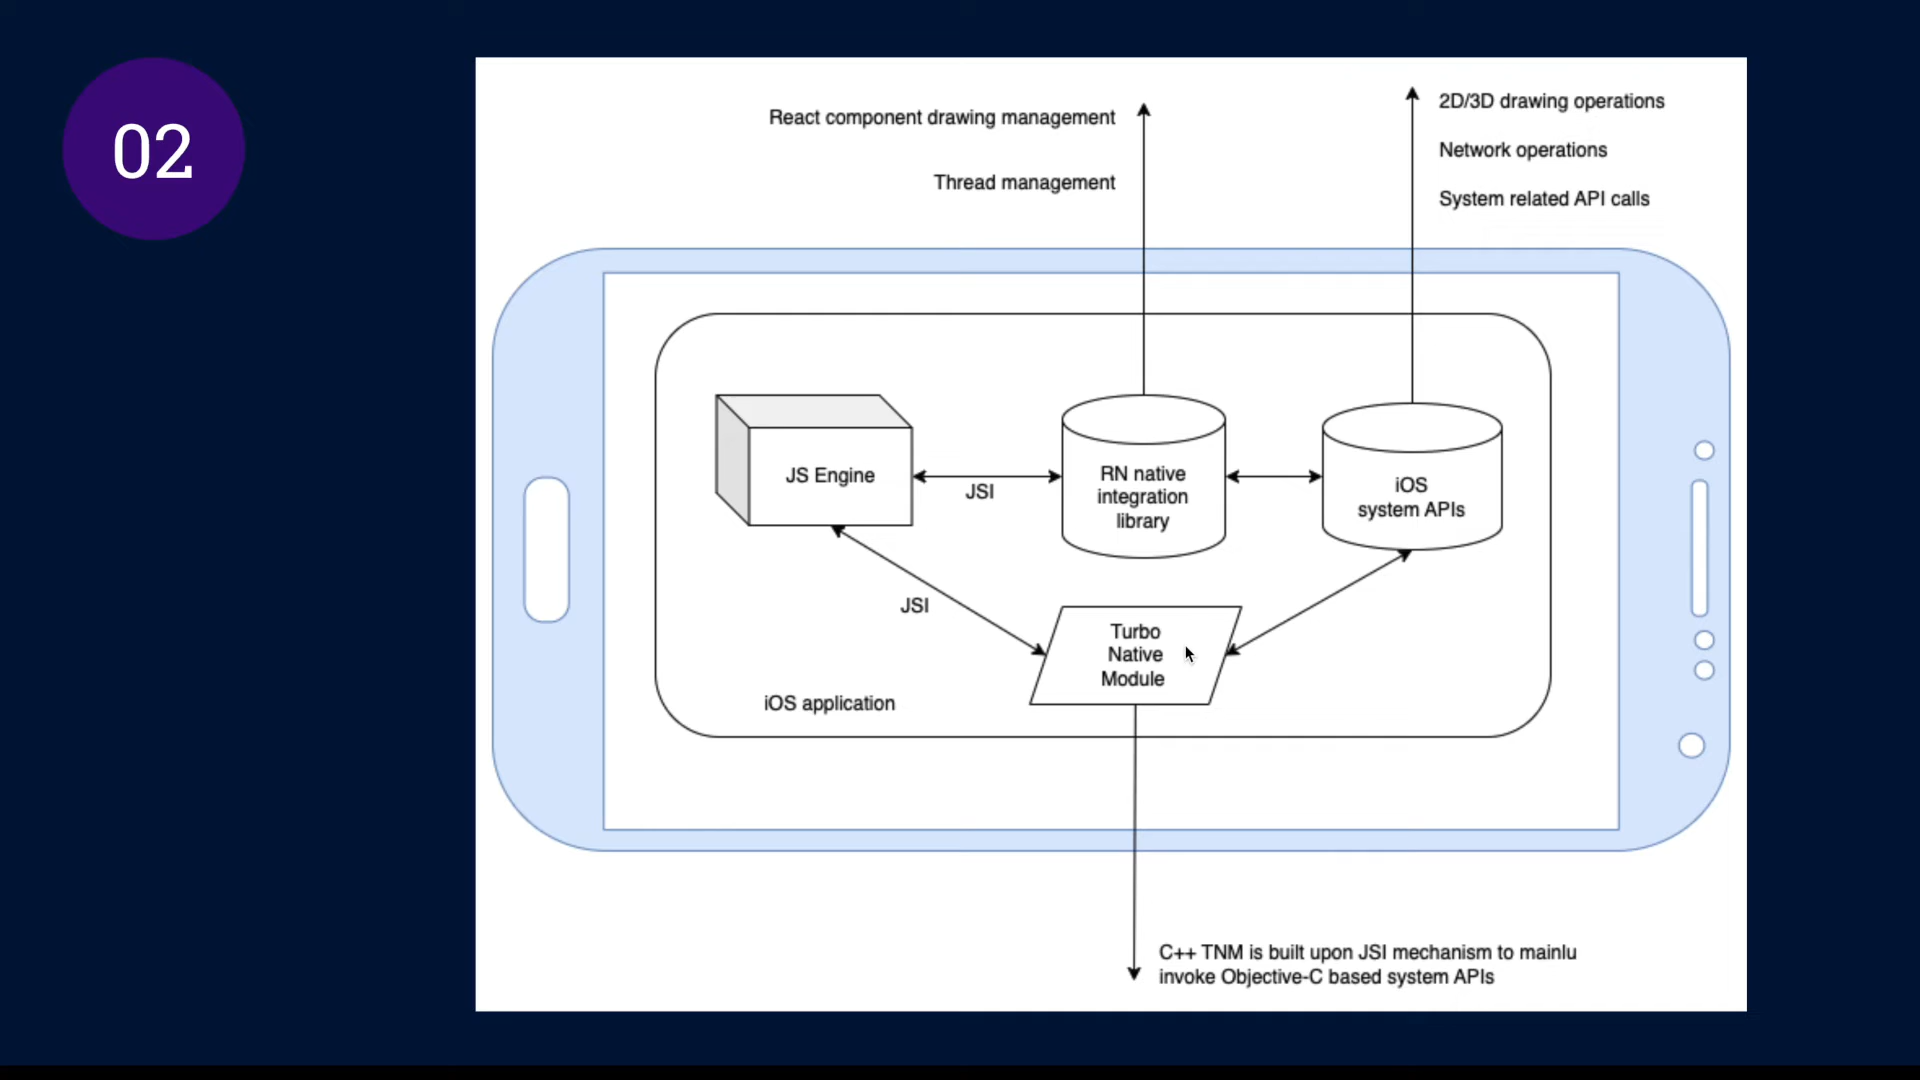 02
React component drawing management
Thread management
2D/3D drawing operations
Network operations
System related API calls
JS Engine
JSI
RN native
integration
library
iOS
system APIs
JSI
Turbo
Native
Module
iOS application
C++ TNM is built upon JSI mechanism to mainlu
invoke Objective-C based system APIs